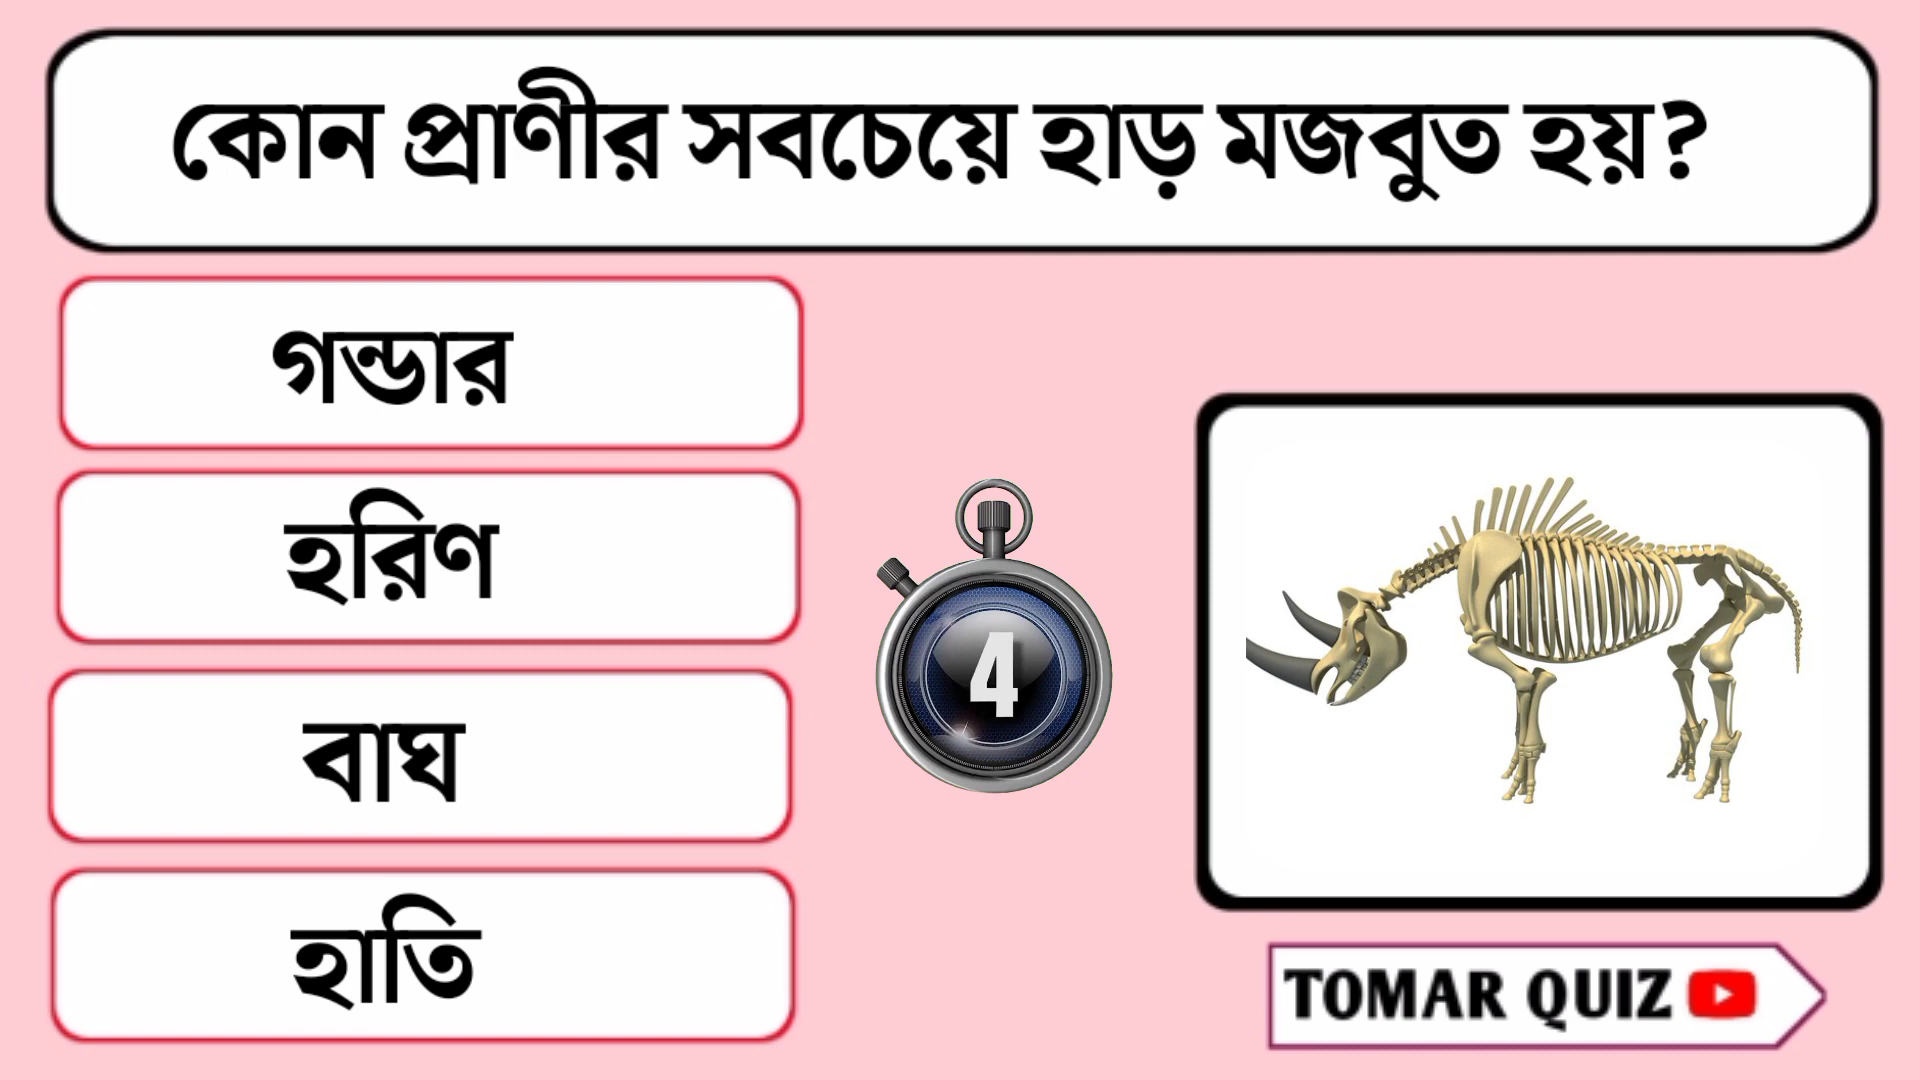 কোন প্রাণীর সবচেয়ে হাড় মজবুত হয়?
গন্ডার
হরিণ
বাঘ
হাতি
4
TOMAR QUIZ